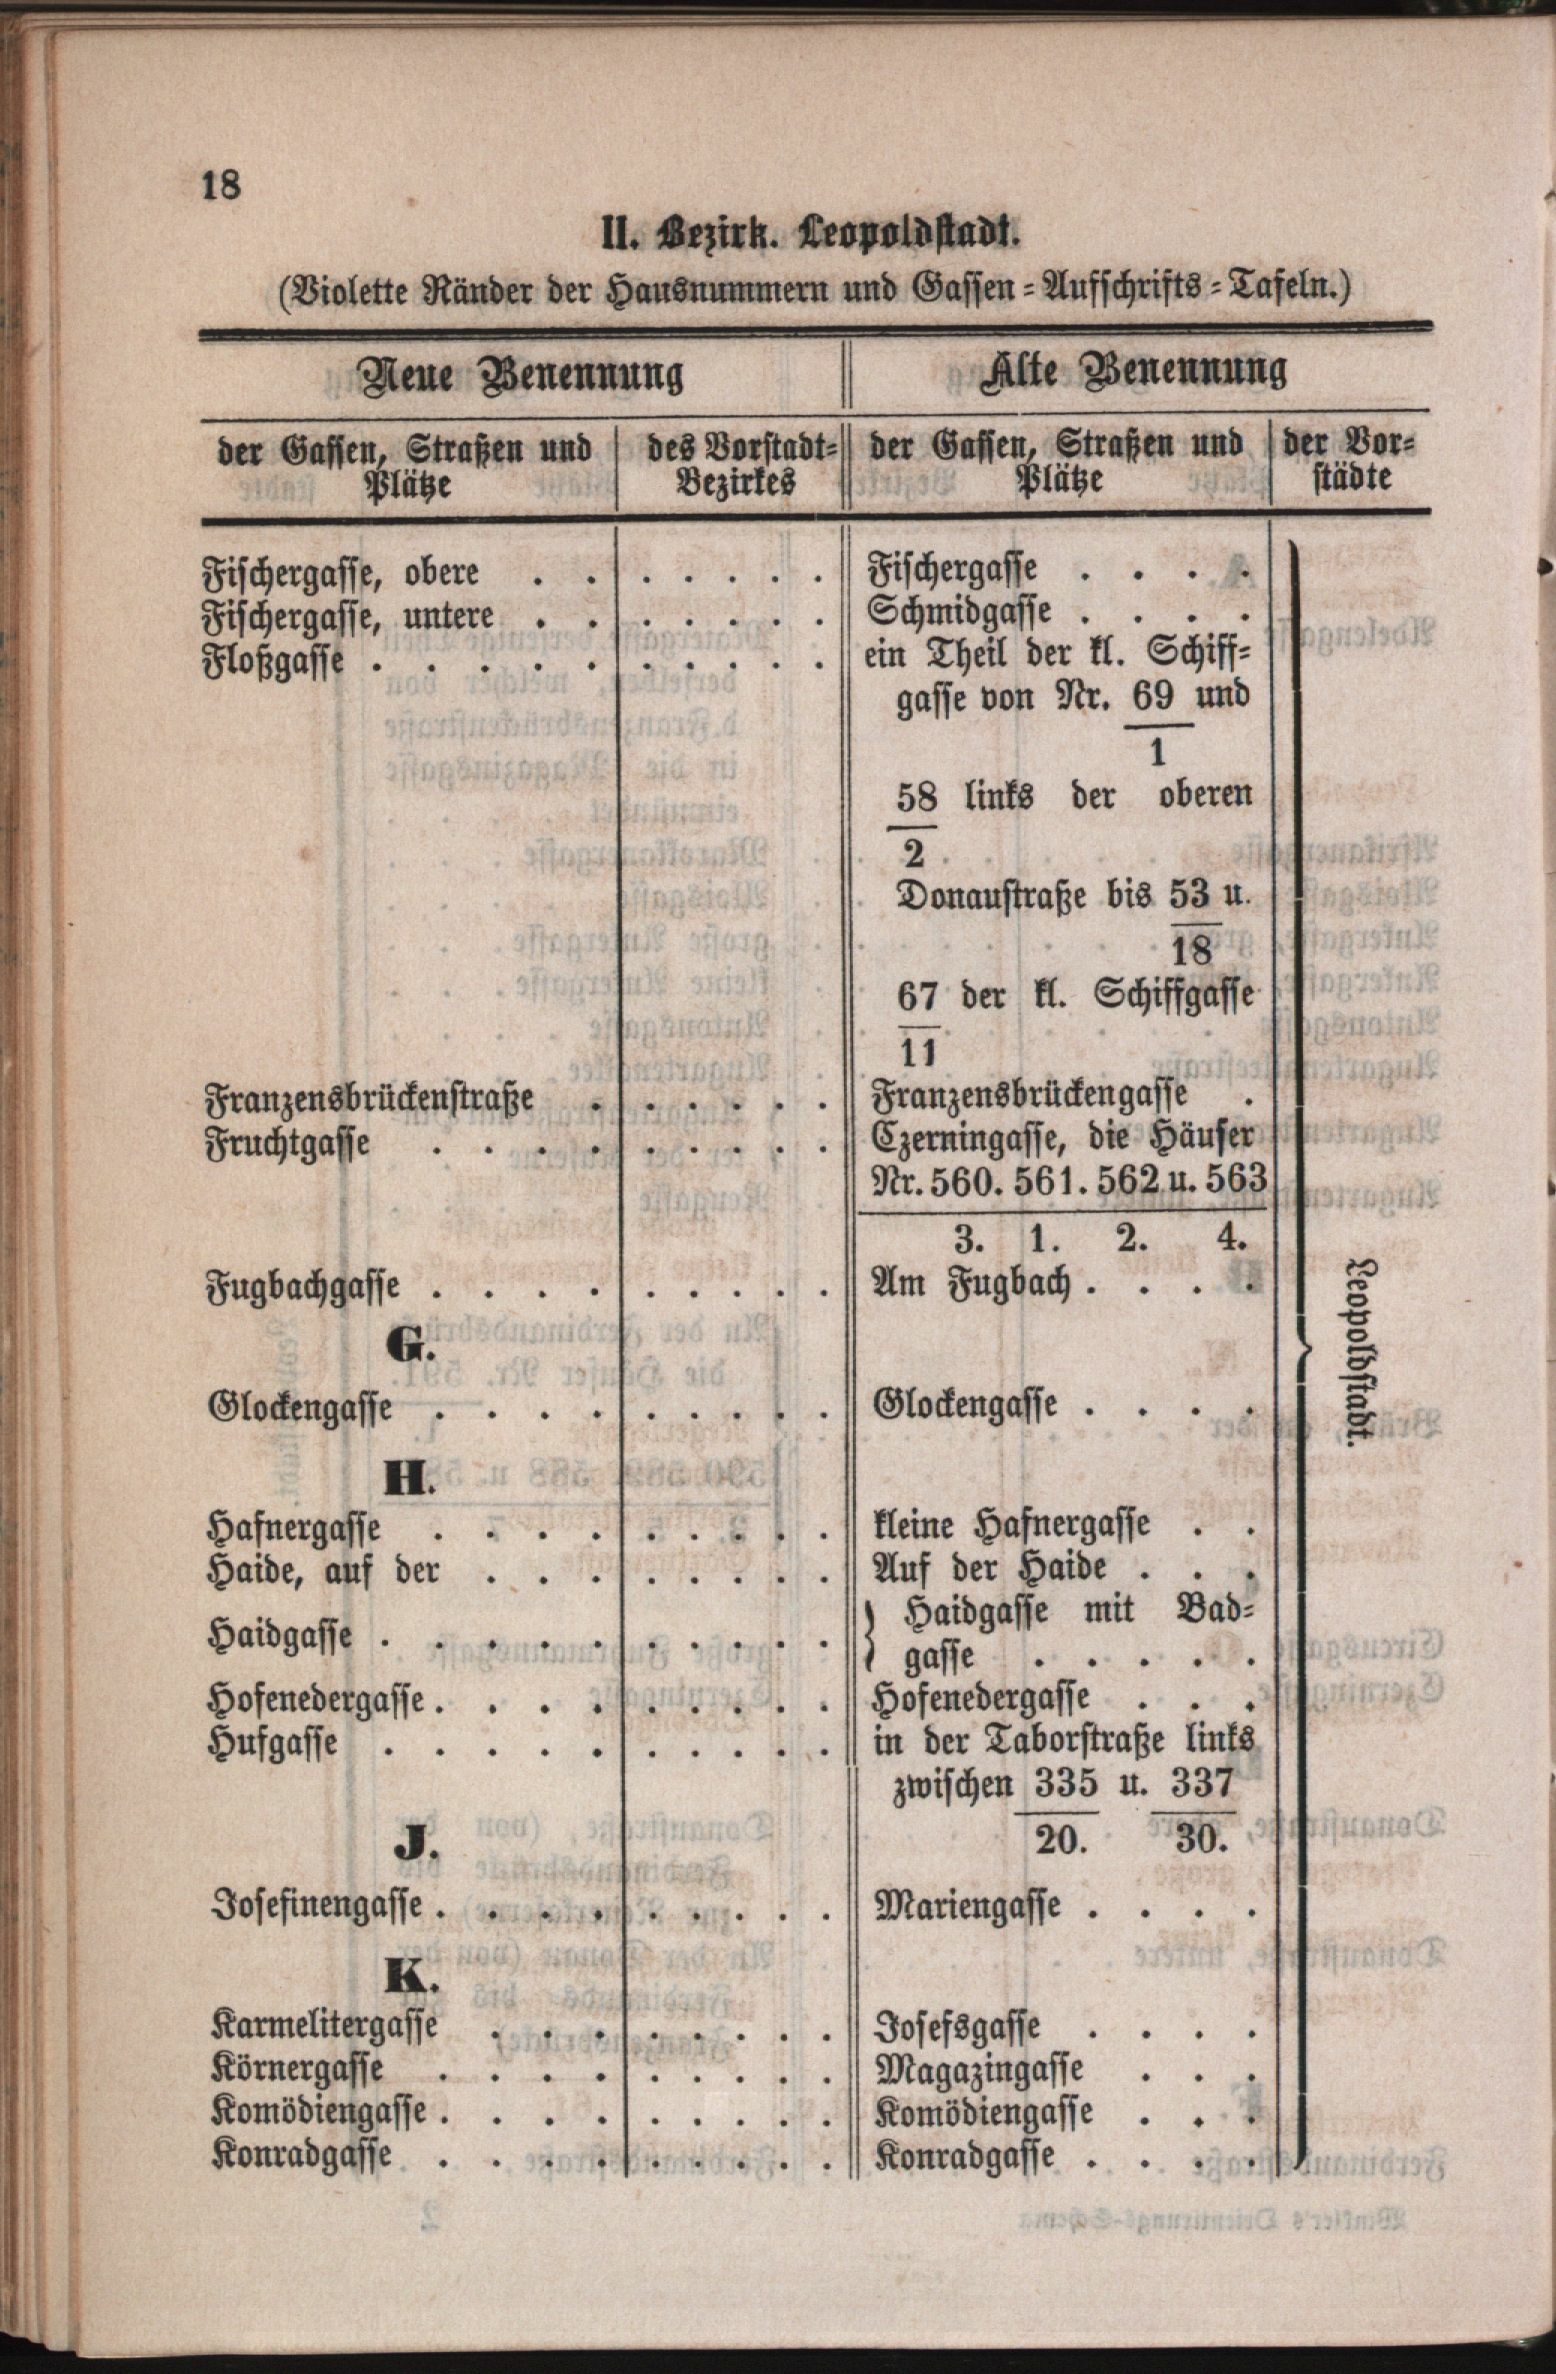 18
II. Bezirk. Leopoldstadt.
(Violette Ränder der Hausnummern und Gassen-Aufschrifts-Tafeln.)
Neue Benennung Alte Benennung
der Gassen, Straßen und Plätze des Vorstadt-Bezirkes der Gassen, Straßen und Plätze der Vorstädte
Fischergasse, obere . . . . . . . Fischergasse . . . .
Fischergasse, untere . . . . . . . Schmidgasse . . . .
Floßgasse . . . . . . . . . ein Theil der kl. Schiff-
gasse von Nr. 69 und
1
58 links der oberen
2
Donaustraße bis 53 u.
18
67 der kl. Schiffgasse
11
Franzensbrückenstraße . . . . . Franzensbrückengasse .
Fruchtgasse . . . . . . . . Czerningasse, die Häuser
Nr. 560. 561. 562 u. 563
3. 1. 2. 4.
Fugbachgasse . . . . . . . . Am Fugbach . . . .
Leopoldstadt.
G.
Glockengasse . . . . . . . . Glockengasse . . . .
H.
Hafnergasse . . . . . . . . kleine Hafnergasse . .
Haide, auf der . . . . . . . Auf der Haide . . .
Haidgasse . . . . . . . . . Haidgasse mit Bad-
gasse . . . . .
Hofenedergasse . . . . . . . . Hofenedergasse . . .
Hufgasse . . . . . . . . . in der Taborstraße links
zwischen 335 u. 337
20. 30.
J.
Josefinengasse . . . . . . . . Mariengasse . . . .
K.
Karmelitergasse . . . . . . . Josefsgasse . . . .
Körnergasse . . . . . . . . Magazingasse . . .
Komödiengasse . . . . . . . . Komödiengasse . . .
Konradgasse . . . . . . . . Konradgasse . . . .